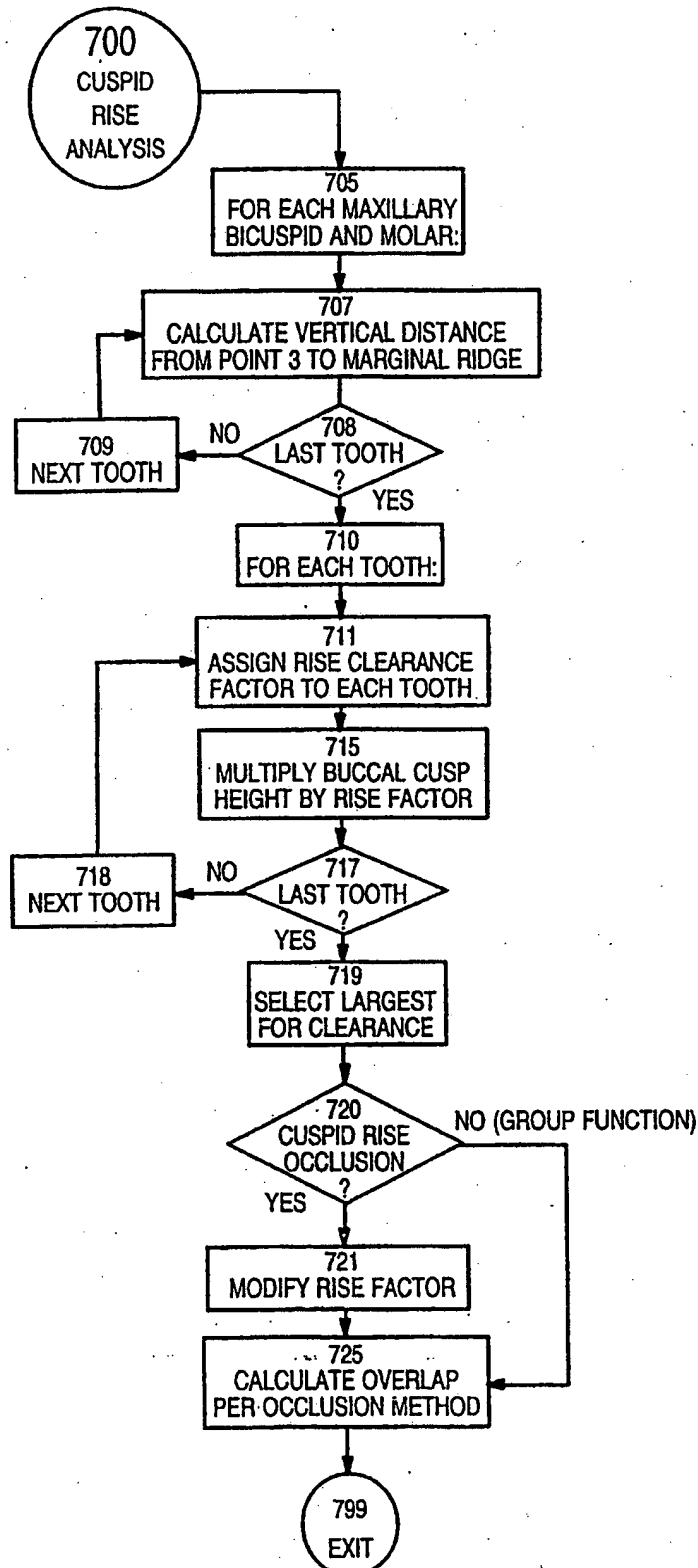 700
CUSPID
RISE
ANALYSIS
705
FOR EACH MAXILLARY
BICUSPID AND MOLAR:
707
CALCULATE VERTICAL DISTANCE
FROM POINT 3 TO MARGINAL RIDGE
708
LAST TOOTH
?
NO
709
NEXT TOOTH
YES
710
FOR EACH TOOTH:
711
ASSIGN RISE CLEARANCE
FACTOR TO EACH TOOTH
715
MULTIPLY BUCCAL CUSP
HEIGHT BY RISE FACTOR
717
LAST TOOTH
?
NO
718
NEXT TOOTH
YES
719
SELECT LARGEST
FOR CLEARANCE
720
CUSPID RISE
OCCLUSION
?
NO (GROUP FUNCTION)
YES
721
MODIFY RISE FACTOR
725
CALCULATE OVERLAP
PER OCCLUSION METHOD
799
EXIT